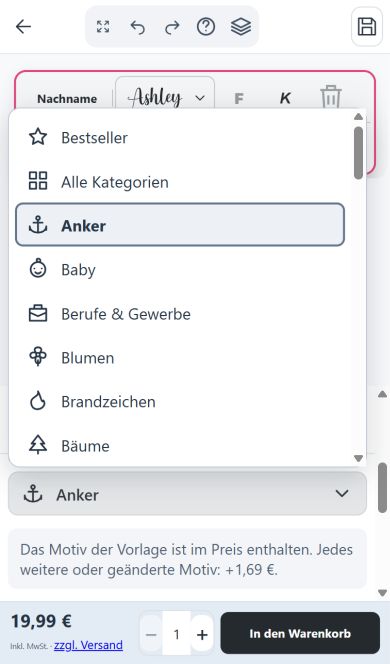 Nachname
Ashley
F
K
Bestseller
Alle Kategorien
Anker
Baby
Berufe & Gewerbe
Blumen
Brandzeichen
Bäume
Anker
Das Motiv der Vorlage ist im Preis enthalten. Jedes
weitere oder geänderte Motiv: +1,69 €.
19,99 €
Inkl. MwSt. · zzgl. Versand
− 1 +
In den Warenkorb